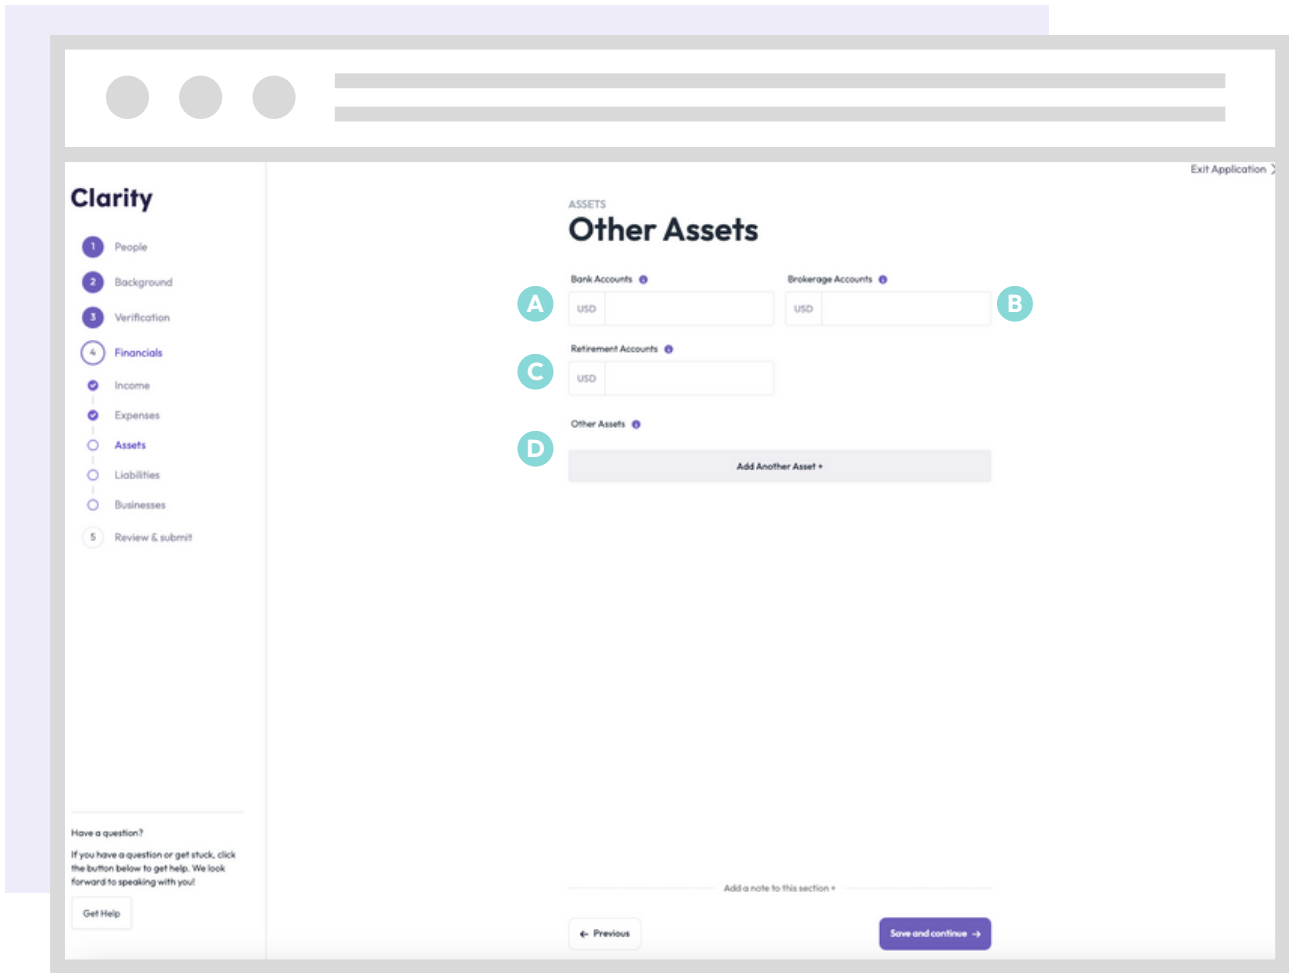 Exit Application
Clarity
1 People
2 Background
3 Verification
4 Financials
Income
Expenses
Assets
Liabilities
Businesses
5 Review & submit
Have a question?
If you have a question or get stuck, click
the button below to get help. We look
forward to speaking with you!
Get Help
ASSETS
Other Assets
Bank Accounts
Brokerage Accounts
A USD
USD B
Retirement Accounts
C USD
Other Assets
D
Add Another Asset +
Add a note to this section +
← Previous
Save and continue →